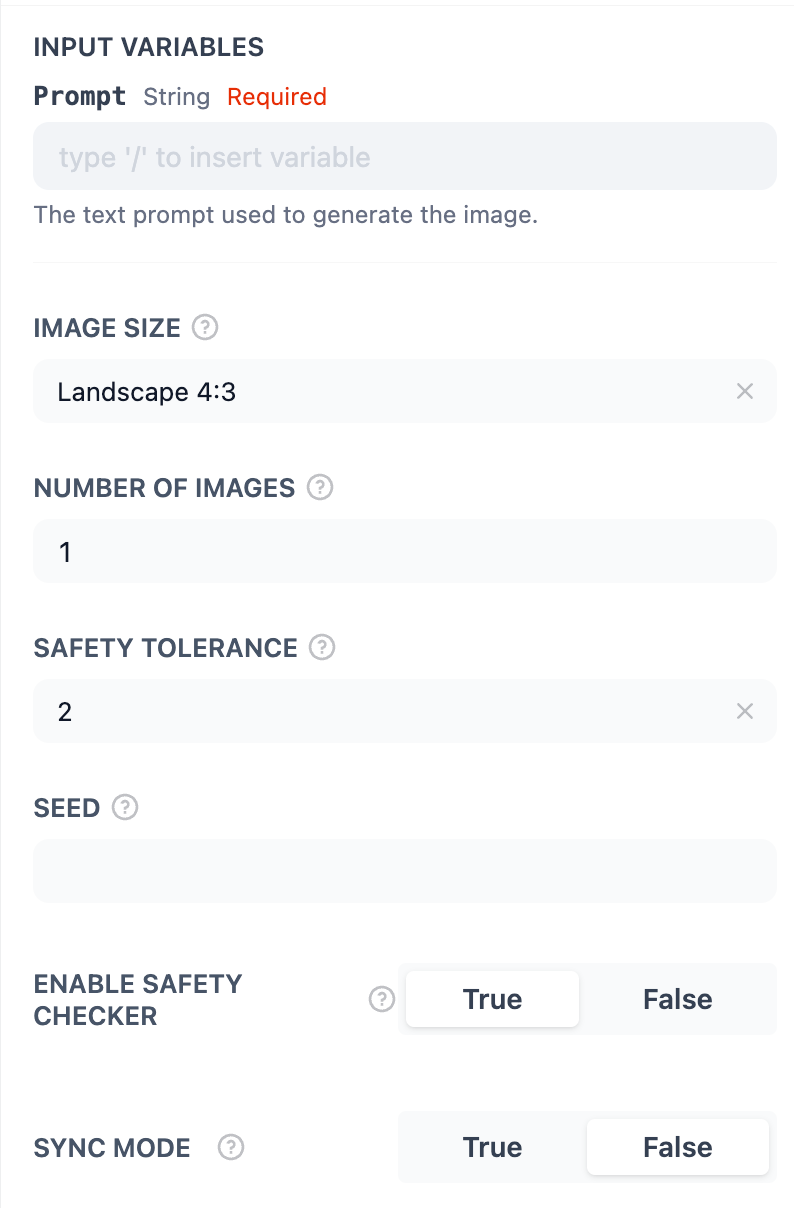 INPUT VARIABLES
Prompt String Required
type '/' to insert variable
The text prompt used to generate the image.
IMAGE SIZE ?
Landscape 4:3
NUMBER OF IMAGES ?
1
SAFETY TOLERANCE ?
2
SEED ?
ENABLE SAFETY
CHECKER ? True False
SYNC MODE ? True False